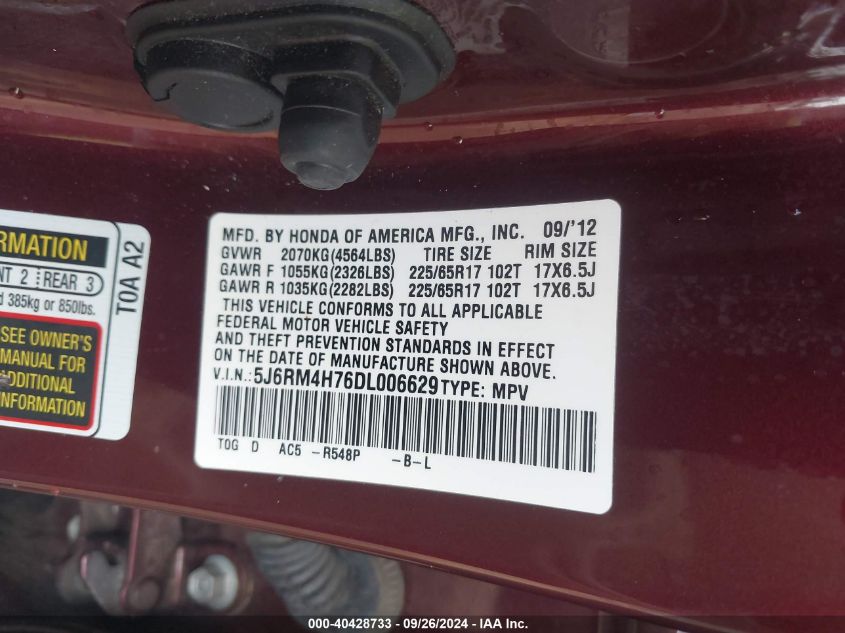 RMATION
NT 2 REAR 3
d 385kg or 850lbs.
SEE OWNER'S
MANUAL FOR
ADDITIONAL
INFORMATION
TOA A2
MFD. BY HONDA OF AMERICA MFG., INC. 09/'12
GVWR 2070KG(4564LBS) TIRE SIZE RIM SIZE
GAWR F 1055KG(2326LBS) 225/65R17 102T 17X6.5J
GAWR R 1035KG(2282LBS) 225/65R17 102T 17X6.5J
THIS VEHICLE CONFORMS TO ALL APPLICABLE
FEDERAL MOTOR VEHICLE SAFETY
AND THEFT PREVENTION STANDARDS IN EFFECT
ON THE DATE OF MANUFACTURE SHOWN ABOVE.
V.I.N.: 5J6RM4H76DL006629 TYPE: MPV
TOG D AC5 -R548P -B-L
000-40428733 - 09/26/2024 - IAA Inc.